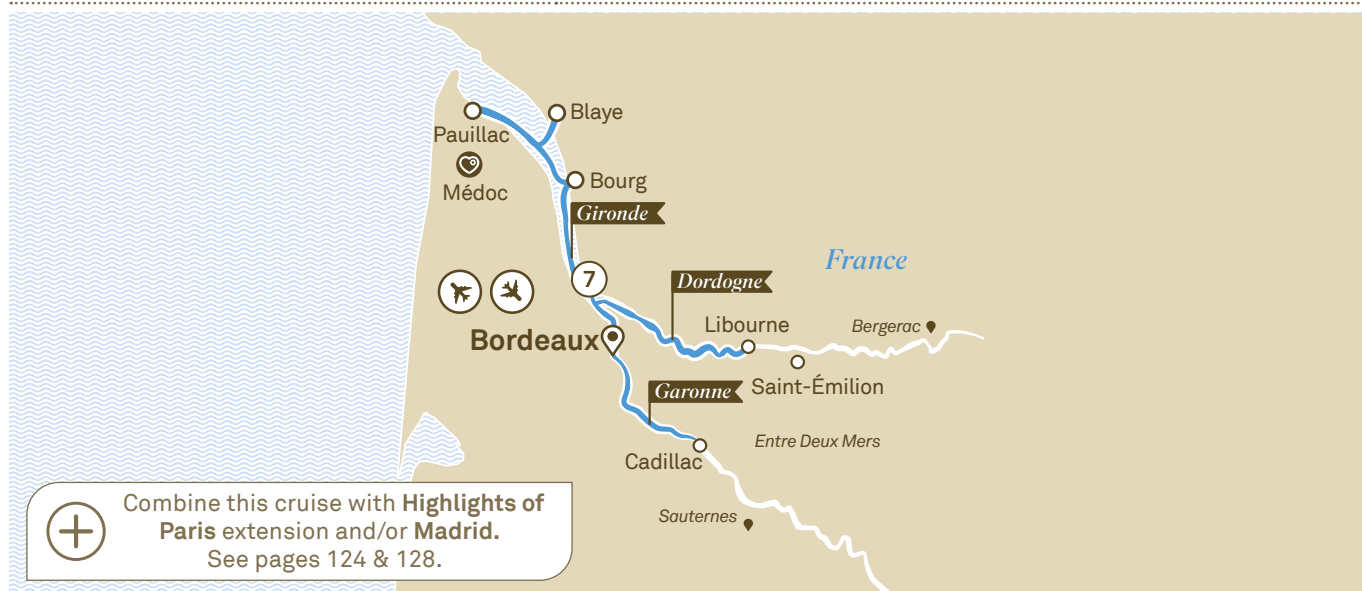 Blaye
Pauillac
Médoc
Bourg
Gironde
France
7
Dordogne
Libourne
Bergerac
Bordeaux
Saint-Émilion
Garonne
Entre Deux Mers
Cadillac
Sauternes
Combine this cruise with Highlights of
Paris extension and/or Madrid.
See pages 124 & 128.